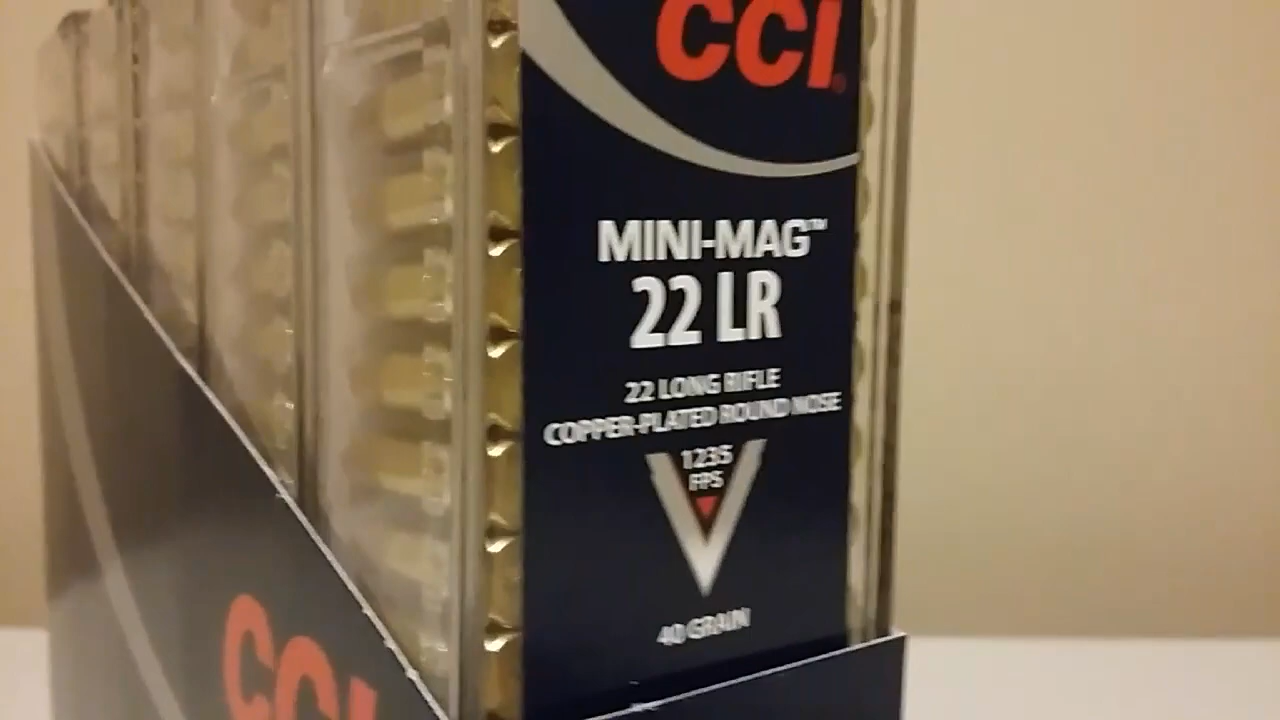 CCI®
MINI-MAG™
22 LR
22 LONG RIFLE
COPPER-PLATED ROUND NOSE
1235
FPS
40 GRAIN
CCI